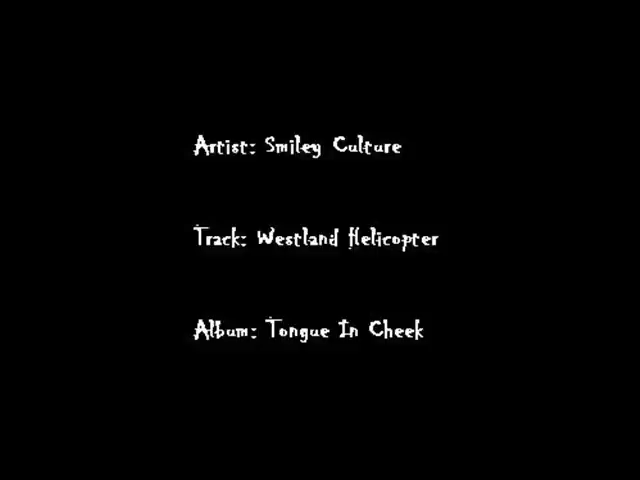 Artist: Smiley Culture
Track: Westland Helicopter
Album: Tongue In Cheek